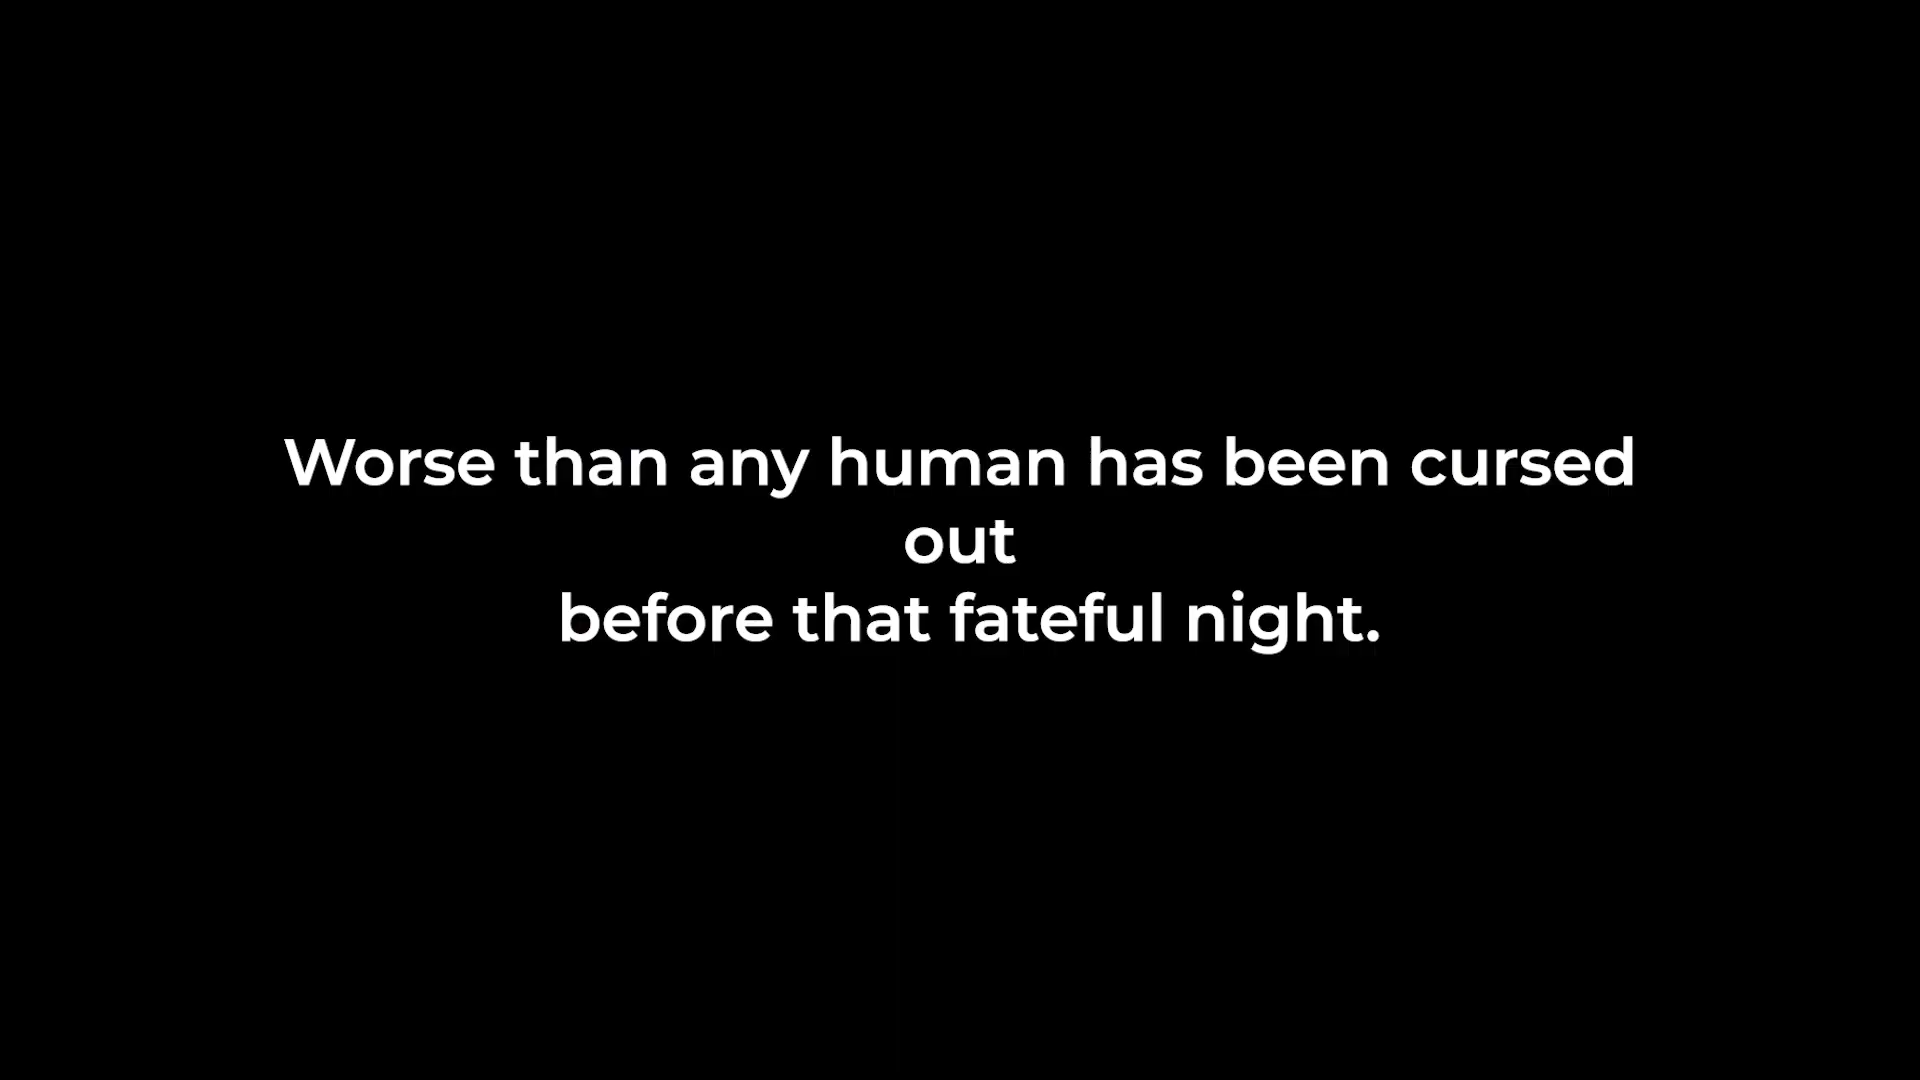 Worse than any human has been cursed
out
before that fateful night.